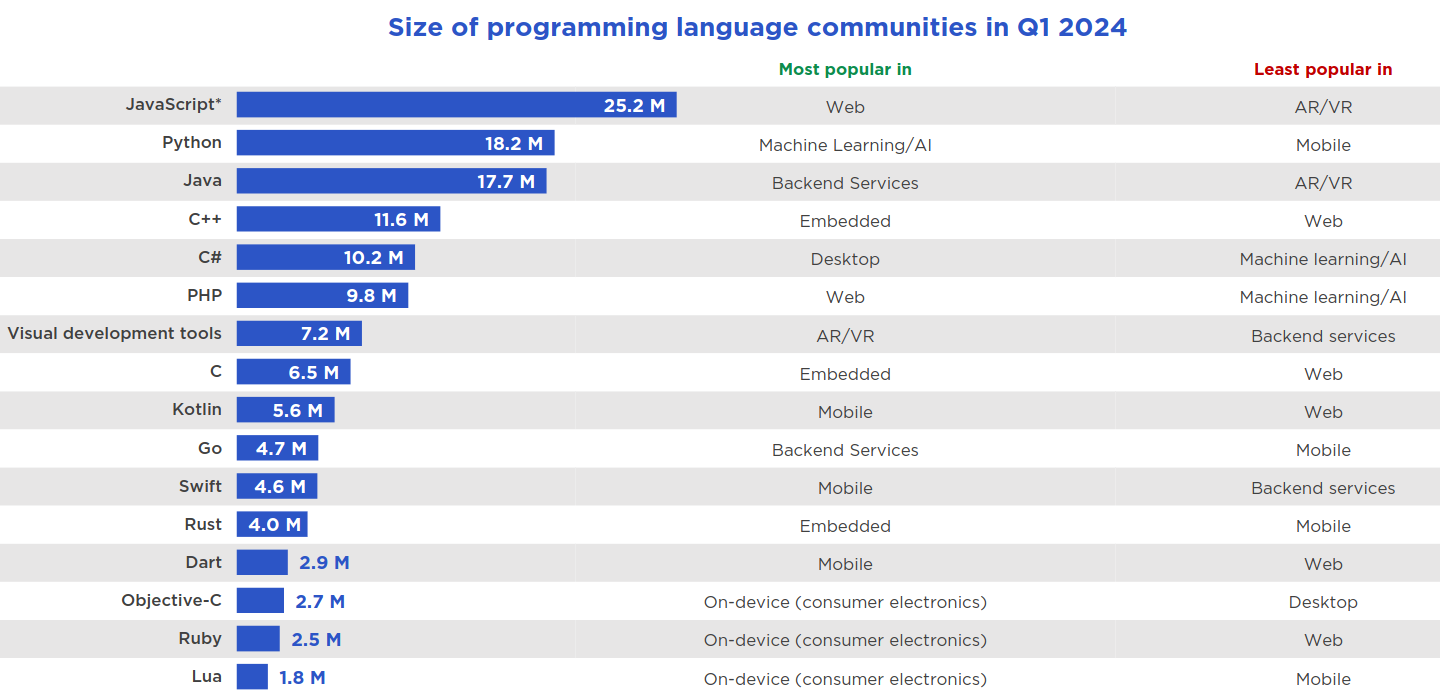 Size of programming language communities in Q1 2024
Most popular in Least popular in
JavaScript* 25.2 M Web AR/VR
Python 18.2 M Machine Learning/AI Mobile
Java 17.7 M Backend Services AR/VR
C++ 11.6 M Embedded Web
C# 10.2 M Desktop Machine learning/AI
PHP 9.8 M Web Machine learning/AI
Visual development tools 7.2 M AR/VR Backend services
C 6.5 M Embedded Web
Kotlin 5.6 M Mobile Web
Go 4.7 M Backend Services Mobile
Swift 4.6 M Mobile Backend services
Rust 4.0 M Embedded Mobile
Dart 2.9 M Mobile Web
Objective-C 2.7 M On-device (consumer electronics) Desktop
Ruby 2.5 M On-device (consumer electronics) Web
Lua 1.8 M On-device (consumer electronics) Mobile